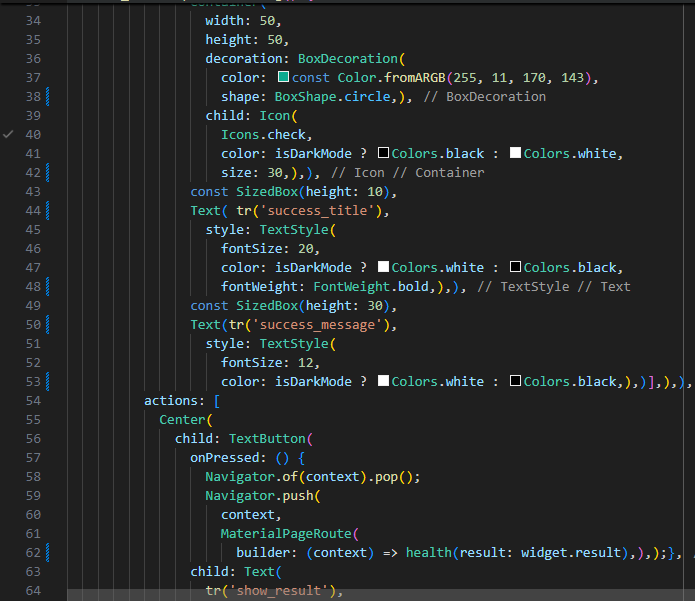 34 width: 50,
35 height: 50,
36 decoration: BoxDecoration(
37 color: const Color.fromARGB(255, 11, 170, 143),
38 shape: BoxShape.circle,), // BoxDecoration
39 child: Icon(
40 Icons.check,
41 color: isDarkMode ? Colors.black : Colors.white,
42 size: 30,),), // Icon // Container
43 const SizedBox(height: 10),
44 Text( tr('success_title'),
45 style: TextStyle(
46 fontSize: 20,
47 color: isDarkMode ? Colors.white : Colors.black,
48 fontWeight: FontWeight.bold,),), // TextStyle // Text
49 const SizedBox(height: 30),
50 Text(tr('success_message'),
51 style: TextStyle(
52 fontSize: 12,
53 color: isDarkMode ? Colors.white : Colors.black,),)],),),
54 actions: [
55 Center(
56 child: TextButton(
57 onPressed: () {
58 Navigator.of(context).pop();
59 Navigator.push(
60 context,
61 MaterialPageRoute(
62 builder: (context) => health(result: widget.result),),);},
63 child: Text(
64 tr('show_result'),